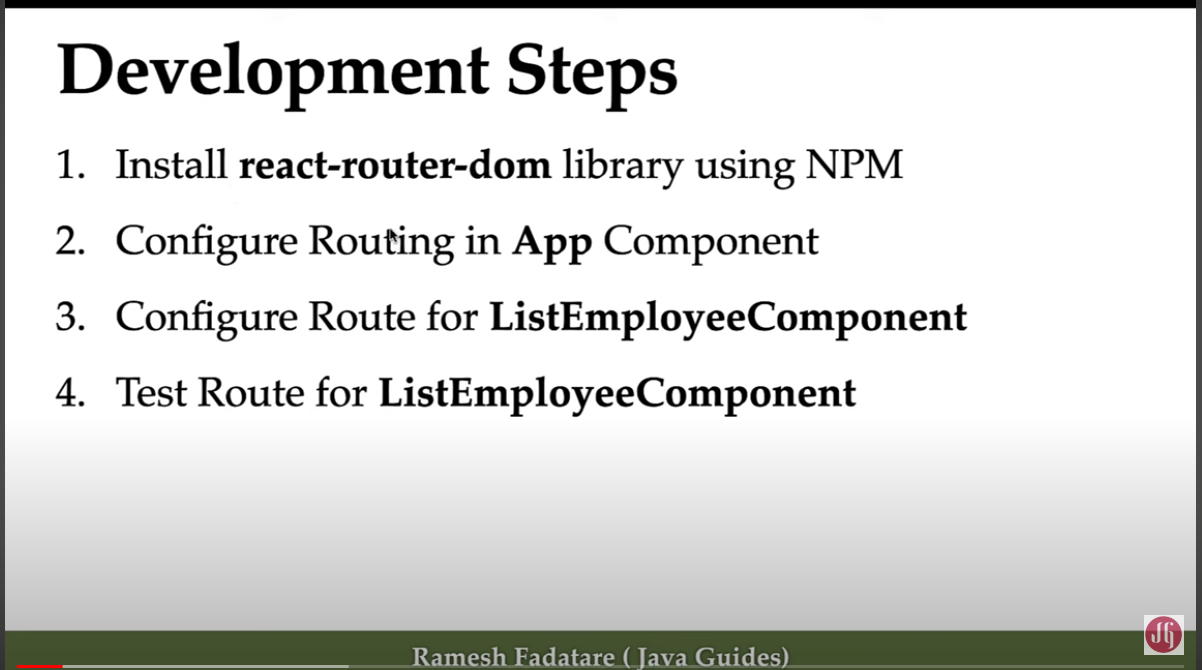 Development Steps
1. Install react-router-dom library using NPM
2. Configure Routing in App Component
3. Configure Route for ListEmployeeComponent
4. Test Route for ListEmployeeComponent
Ramesh Fadatare ( Java Guides)